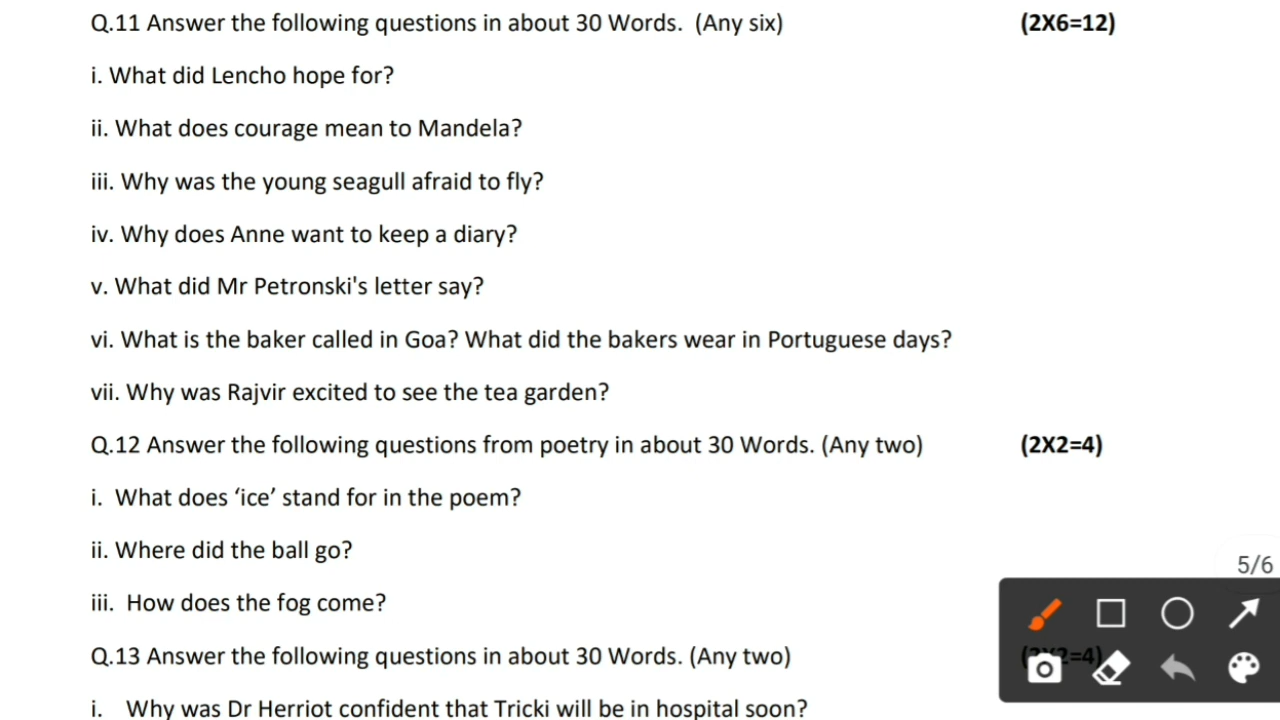 Q.11 Answer the following questions in about 30 Words. (Any six) (2X6=12)
i. What did Lencho hope for?
ii. What does courage mean to Mandela?
iii. Why was the young seagull afraid to fly?
iv. Why does Anne want to keep a diary?
v. What did Mr Petronski's letter say?
vi. What is the baker called in Goa? What did the bakers wear in Portuguese days?
vii. Why was Rajvir excited to see the tea garden?
Q.12 Answer the following questions from poetry in about 30 Words. (Any two) (2X2=4)
i. What does ‘ice’ stand for in the poem?
ii. Where did the ball go?
5/6
iii. How does the fog come?
Q.13 Answer the following questions in about 30 Words. (Any two) =4)
i. Why was Dr Herriot confident that Tricki will be in hospital soon?